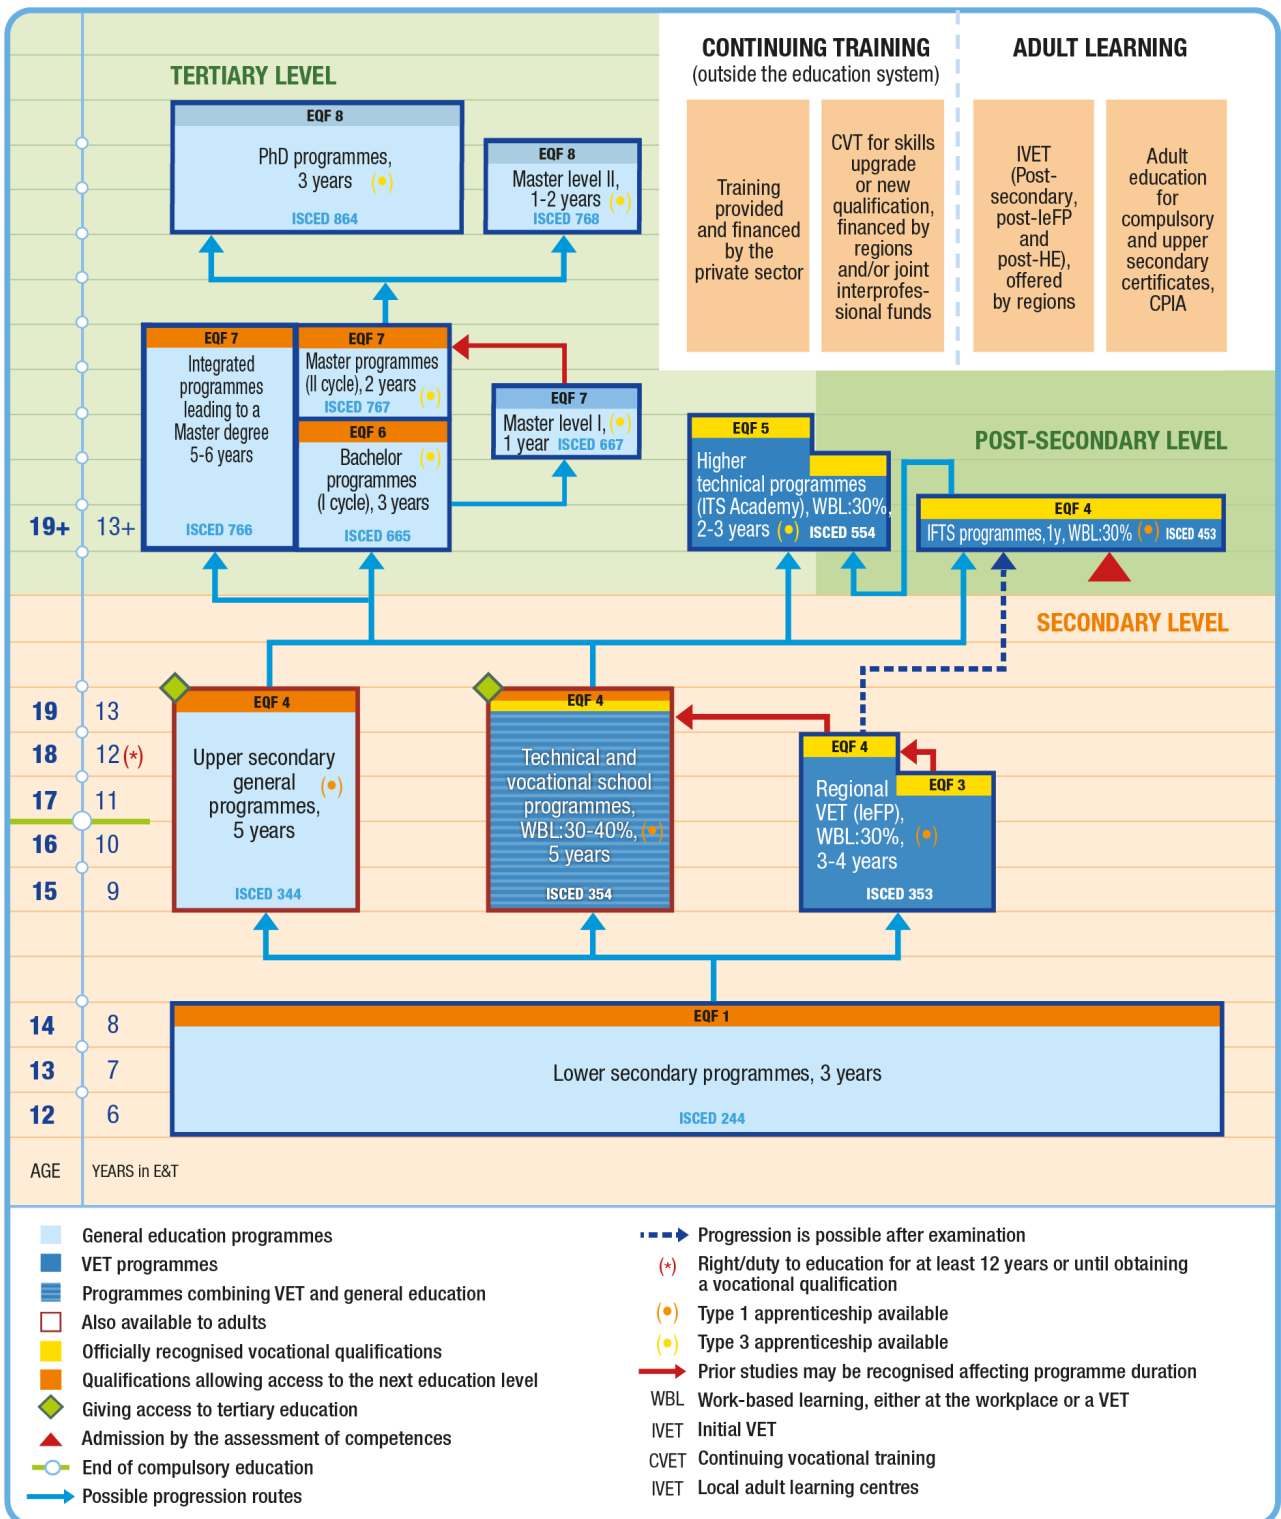 CONTINUING TRAINING
(outside the education system)
ADULT LEARNING
Training
provided
and financed
by the
private sector
CVT for skills
upgrade
or new
qualification,
financed by
regions
and/or joint
interprofes-
sional funds
IVET
(Post-
secondary,
post-IeFP
and
post-HE),
offered
by regions
Adult
education
for
compulsory
and upper
secondary
certificates,
CPIA
TERTIARY LEVEL
EQF 8
PhD programmes,
3 years (•)
ISCED 864
EQF 8
Master level II,
1-2 years (•)
ISCED 768
EQF 7
Integrated
programmes
leading to a
Master degree
5-6 years
ISCED 766
EQF 7
Master programmes
(II cycle), 2 years
(•)
ISCED 767
EQF 6
Bachelor (•)
programmes
(I cycle), 3 years
ISCED 665
EQF 7
Master level I, (•)
1 year ISCED 667
EQF 5
Higher
technical programmes
(ITS Academy), WBL:30%,
2-3 years (•) ISCED 554
POST-SECONDARY LEVEL
EQF 4
IFTS programmes,1y, WBL:30% (•) ISCED 453
19+ 13+
SECONDARY LEVEL
19 13
18 12 (*)
17 11
16 10
15 9
EQF 4
Upper secondary
general (•)
programmes,
5 years
ISCED 344
EQF 4
Technical and
vocational school
programmes,
WBL:30-40%, (•)
5 years
ISCED 354
EQF 4
EQF 3
Regional
VET (IeFP),
WBL:30%, (•)
3-4 years
ISCED 353
14 8
13 7
12 6
EQF 1
Lower secondary programmes, 3 years
ISCED 244
AGE YEARS in E&T
General education programmes
VET programmes
Programmes combining VET and general education
Also available to adults
Officially recognised vocational qualifications
Qualifications allowing access to the next education level
Giving access to tertiary education
Admission by the assessment of competences
End of compulsory education
Possible progression routes
Progression is possible after examination
(*) Right/duty to education for at least 12 years or until obtaining
a vocational qualification
(•) Type 1 apprenticeship available
(•) Type 3 apprenticeship available
Prior studies may be recognised affecting programme duration
WBL Work-based learning, either at the workplace or a VET
IVET Initial VET
CVET Continuing vocational training
IVET Local adult learning centres